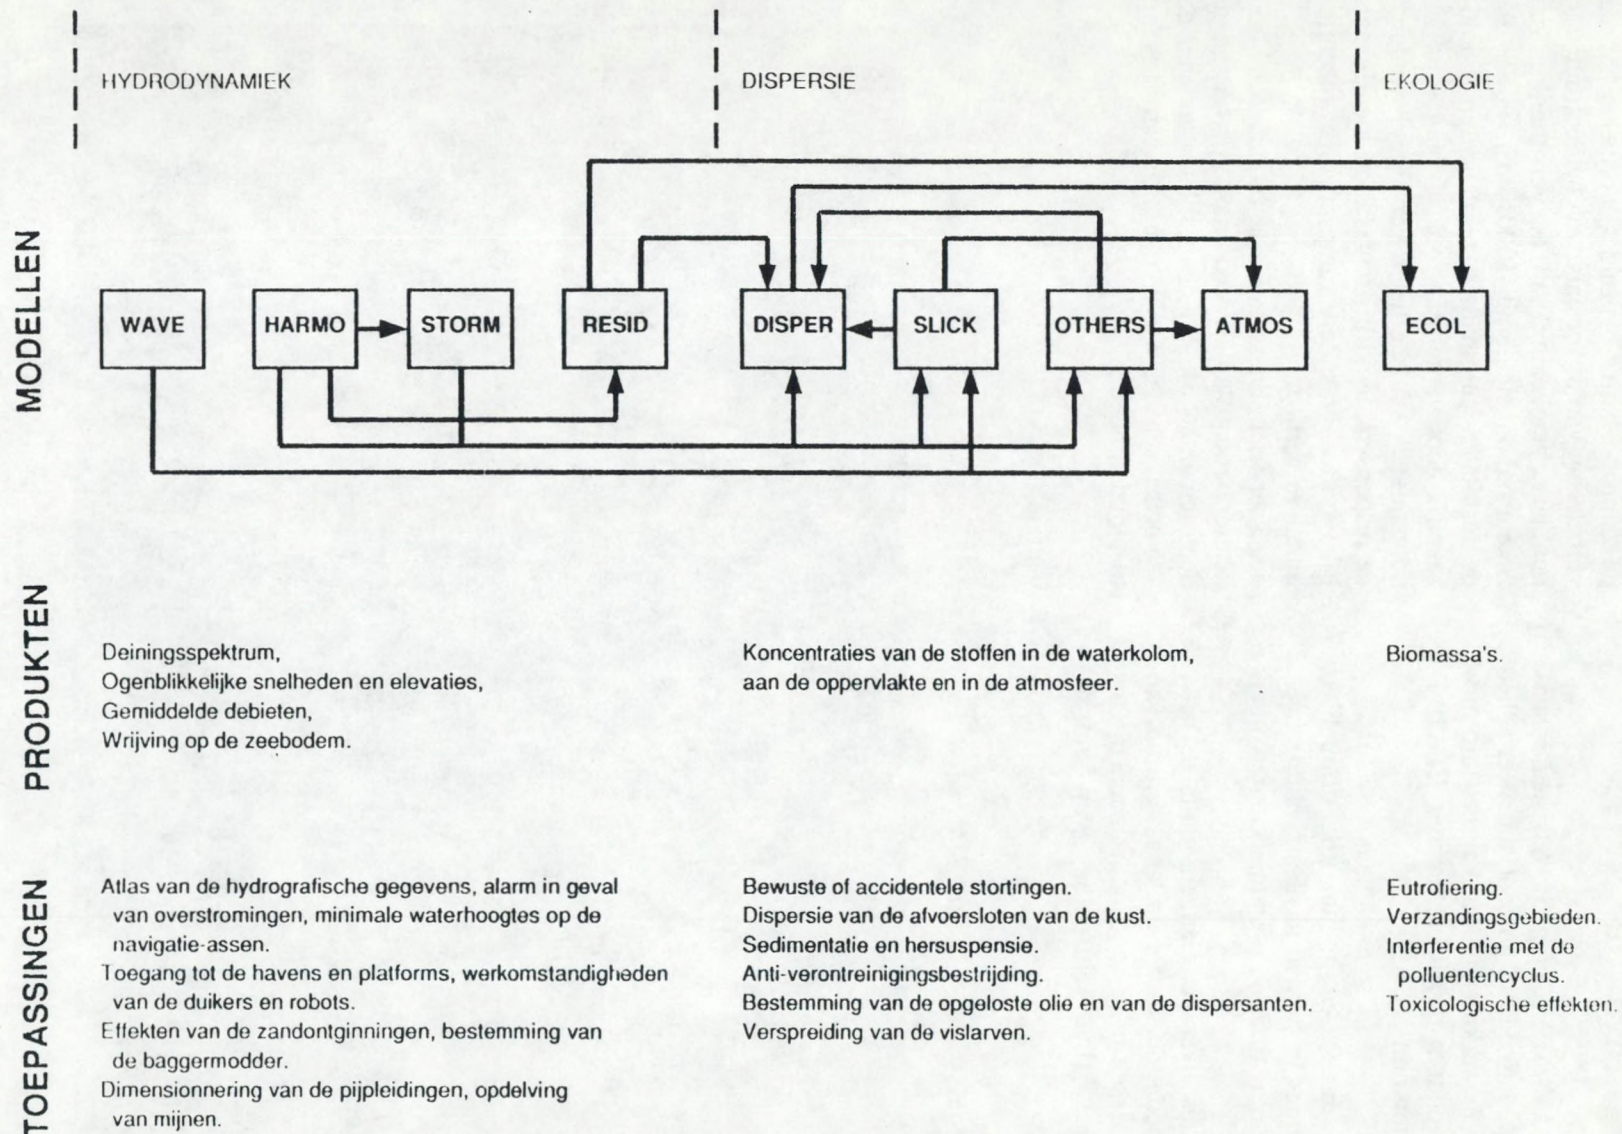 HYDRODYNAMIEK
DISPERSIE
EKOLOGIE
MODELLEN
WAVE
HARMO
STORM
RESID
DISPER
SLICK
OTHERS
ATMOS
ECOL
PRODUKTEN
Deiningsspektrum,
Ogenblikkelijke snelheden en elevaties,
Gemiddelde debieten,
Wrijving op de zeebodem.
Koncentraties van de stoffen in de waterkolom,
aan de oppervlakte en in de atmosfeer.
Biomassa's.
TOEPASSINGEN
Atlas van de hydrografische gegevens, alarm in geval
van overstromingen, minimale waterhoogtes op de
navigatie-assen.
Toegang tot de havens en platforms, werkomstandigheden
van de duikers en robots.
Effekten van de zandontginningen, bestemming van
de baggermodder.
Dimensionnering van de pijpleidingen, opdelving
van mijnen.
Bewuste of accidentele stortingen.
Dispersie van de afvoersloten van de kust.
Sedimentatie en hersuspensie.
Anti-verontreinigingsbestrijding.
Bestemming van de opgeloste olie en van de dispersanten.
Verspreiding van de vislarven.
Eutrofiering.
Verzandingsgebieden.
Interferentie met de
polluentencyclus.
Toxicologische effekten.